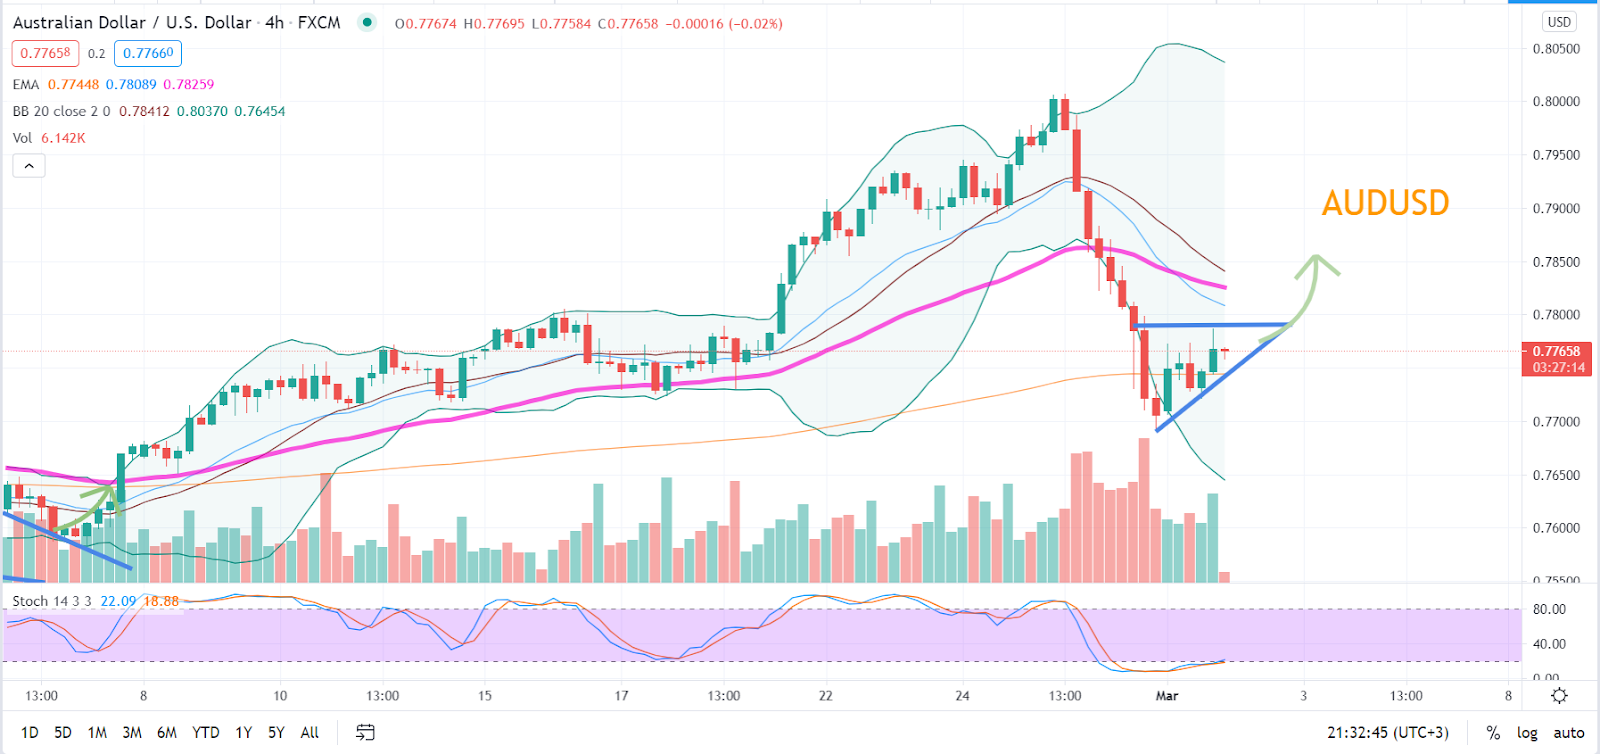 Australian Dollar / U.S. Dollar · 4h · FXCM O0.77674 H0.77695 L0.77584 C0.77658 −0.00016 (−0.02%)
USD
0.77658 0.2 0.77660
EMA 0.77448 0.78089 0.78259
BB 20 close 2 0 0.78412 0.80370 0.76454
Vol 6.142K
0.80500
0.80000
0.79500
AUDUSD
0.79000
0.78500
0.78000
0.77658
03:27:14
0.77000
0.76500
0.76000
0.75500
Stoch 14 3 3 22.09 18.88
80.00
40.00
0.00
13:00 8 10 13:00 15 17 13:00 22 24 13:00 Mar 3 13:00 8
1D 5D 1M 3M 6M YTD 1Y 5Y All 21:32:45 (UTC+3) % log auto